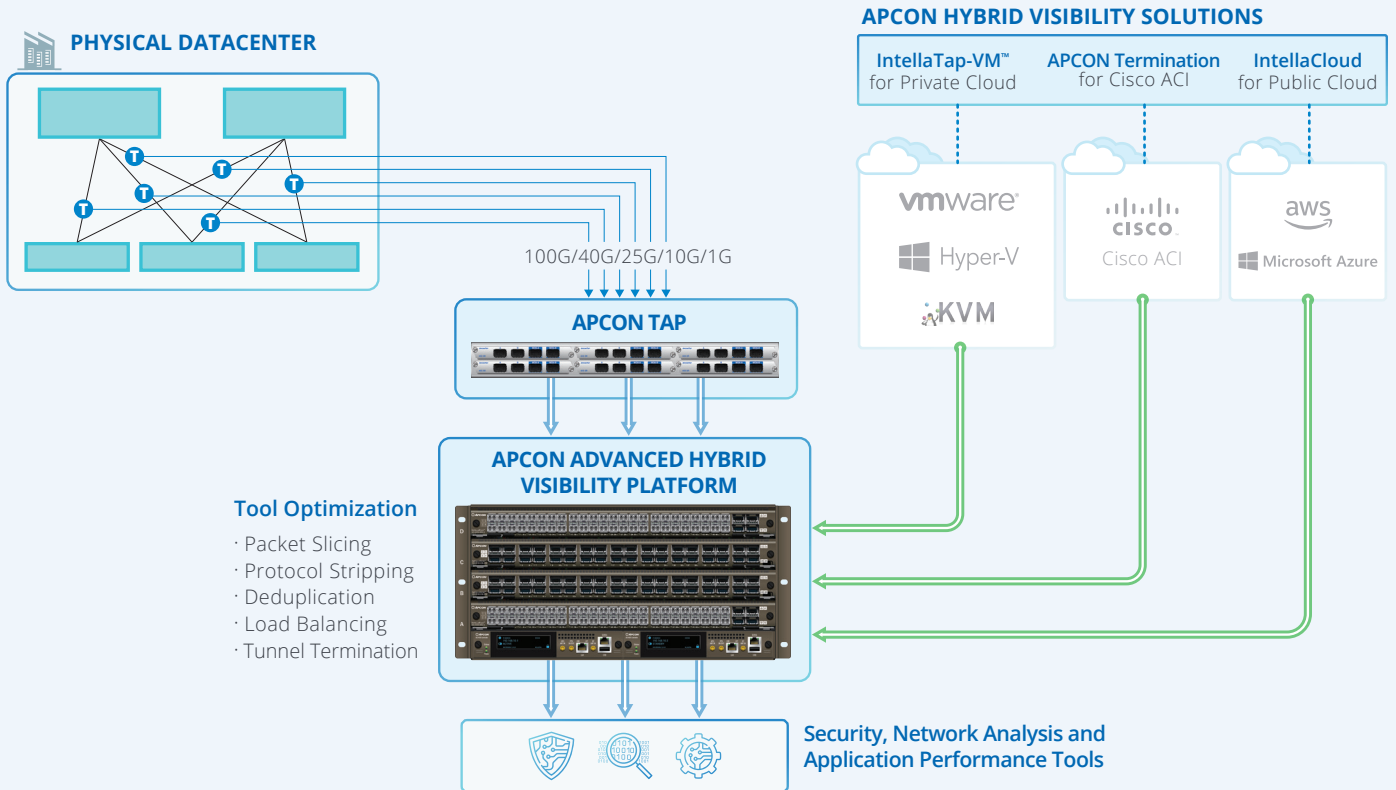 PHYSICAL DATACENTER
T
T
T
T
T
T
100G/40G/25G/10G/1G
APCON TAP
APCON ADVANCED HYBRID
VISIBILITY PLATFORM
D
C
B
A
Tool Optimization
· Packet Slicing
· Protocol Stripping
· Deduplication
· Load Balancing
· Tunnel Termination
Security, Network Analysis and
Application Performance Tools
APCON HYBRID VISIBILITY SOLUTIONS
IntellaTap-VM™
for Private Cloud
APCON Termination
for Cisco ACI
IntellaCloud
for Public Cloud
vmware®
Hyper-V
KVM
CISCO
Cisco ACI
aws
Microsoft Azure